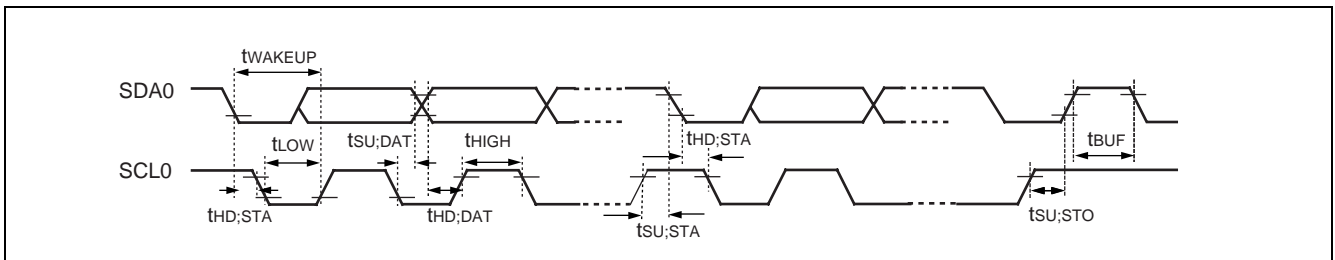 tWAKEUP
SDA0
tLOW
tSU;DAT
tHIGH
tHD;STA
tBUF
SCL0
tHD;STA
tHD;DAT
tSU;STA
tSU;STO